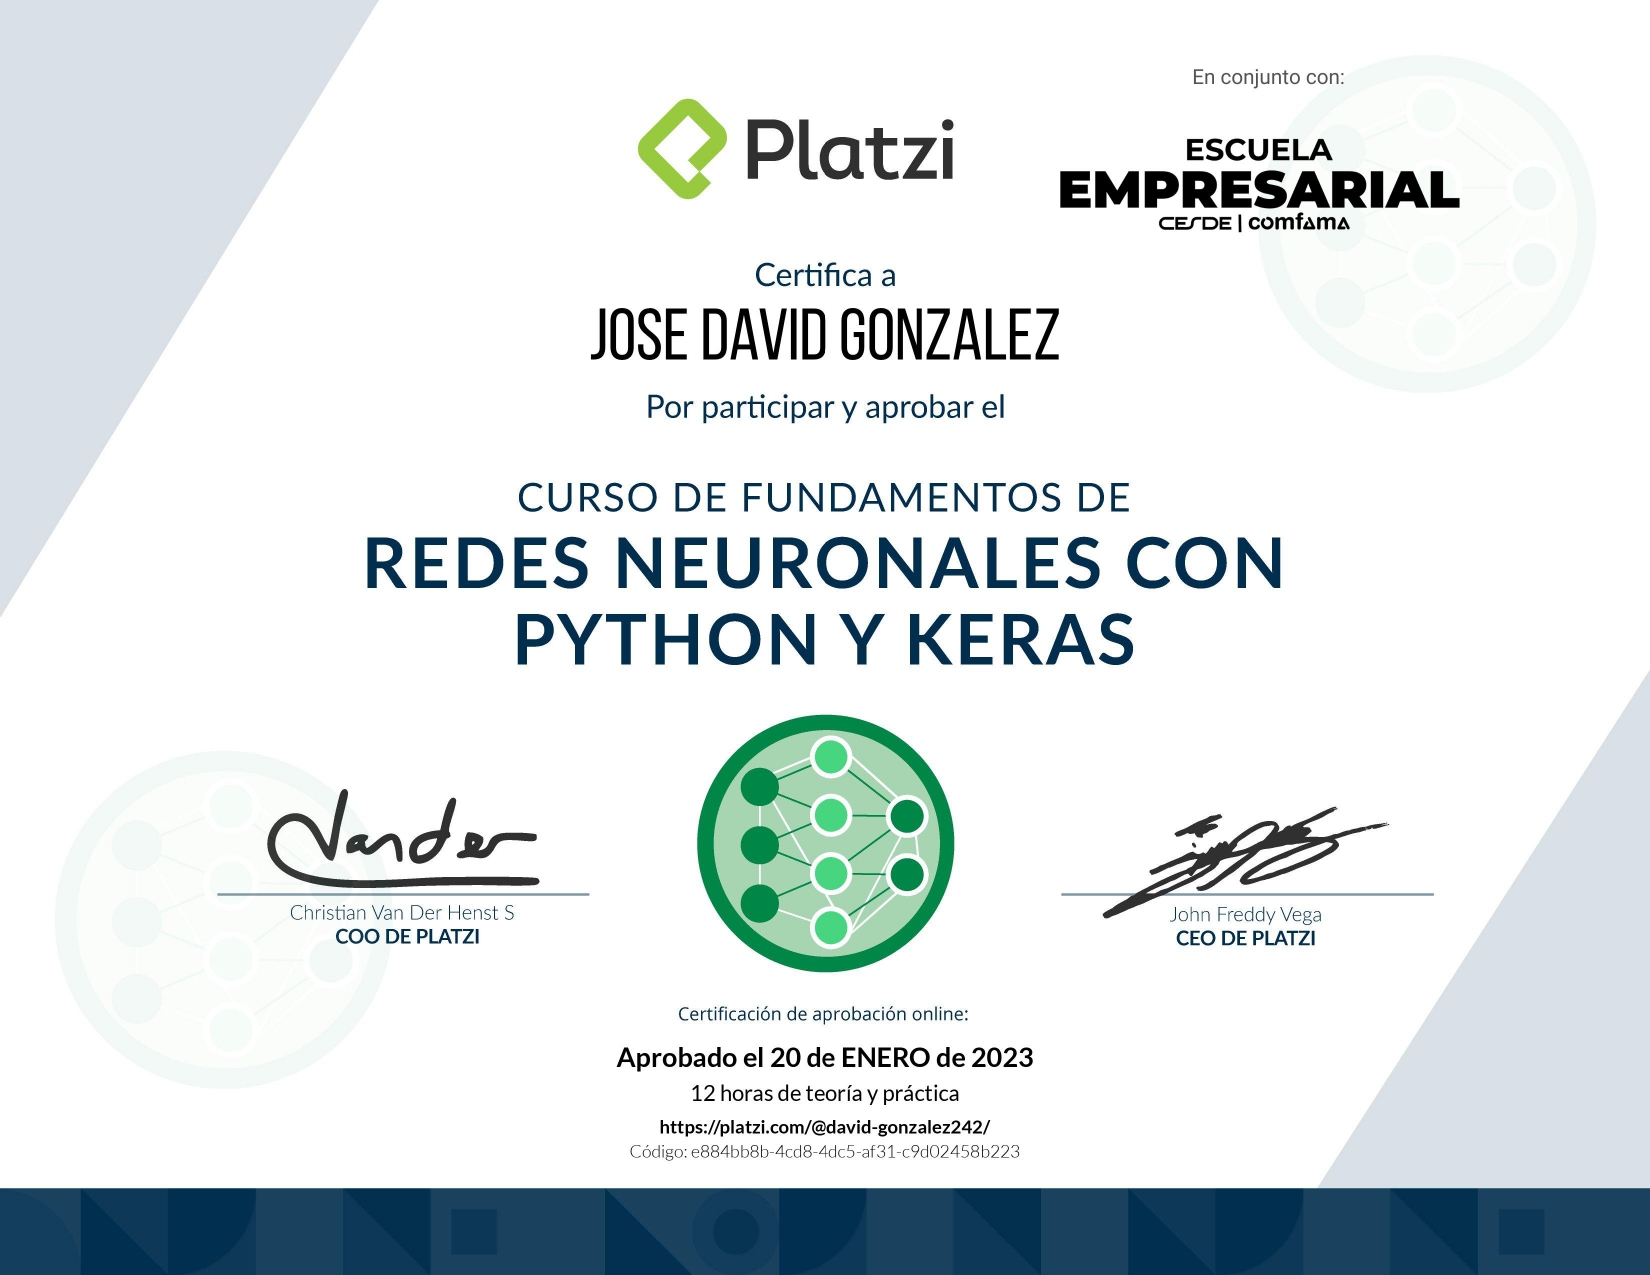 En conjunto con:
Platzi
ESCUELA
EMPRESARIAL
CESDE | comfama
Certifica a
JOSE DAVID GONZALEZ
Por participar y aprobar el
CURSO DE FUNDAMENTOS DE
REDES NEURONALES CON
PYTHON Y KERAS
Vander
Christian Van Der Henst S
COO DE PLATZI
John Freddy Vega
CEO DE PLATZI
Certificación de aprobación online:
Aprobado el 20 de ENERO de 2023
12 horas de teoría y práctica
https://platzi.com/@david-gonzalez242/
Código: e884bb8b-4cd8-4dc5-af31-c9d02458b223